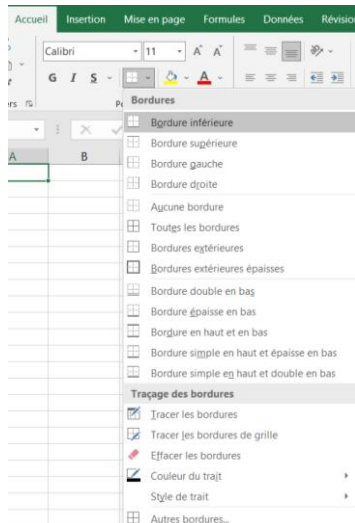 Accueil Insertion Mise en page Formules Données Révisio
Calibri 11 A A
G I S A
rs
Bordures
A B
Bordure inférieure
Bordure supérieure
Bordure gauche
Bordure droite
Aucune bordure
Toutes les bordures
Bordures extérieures
Bordures extérieures épaisses
Bordure double en bas
Bordure épaisse en bas
Bordure en haut et en bas
Bordure simple en haut et épaisse en bas
Bordure simple en haut et double en bas
Traçage des bordures
Tracer les bordures
Tracer les bordures de grille
Effacer les bordures
Couleur du trait
Style de trait
Autres bordures...